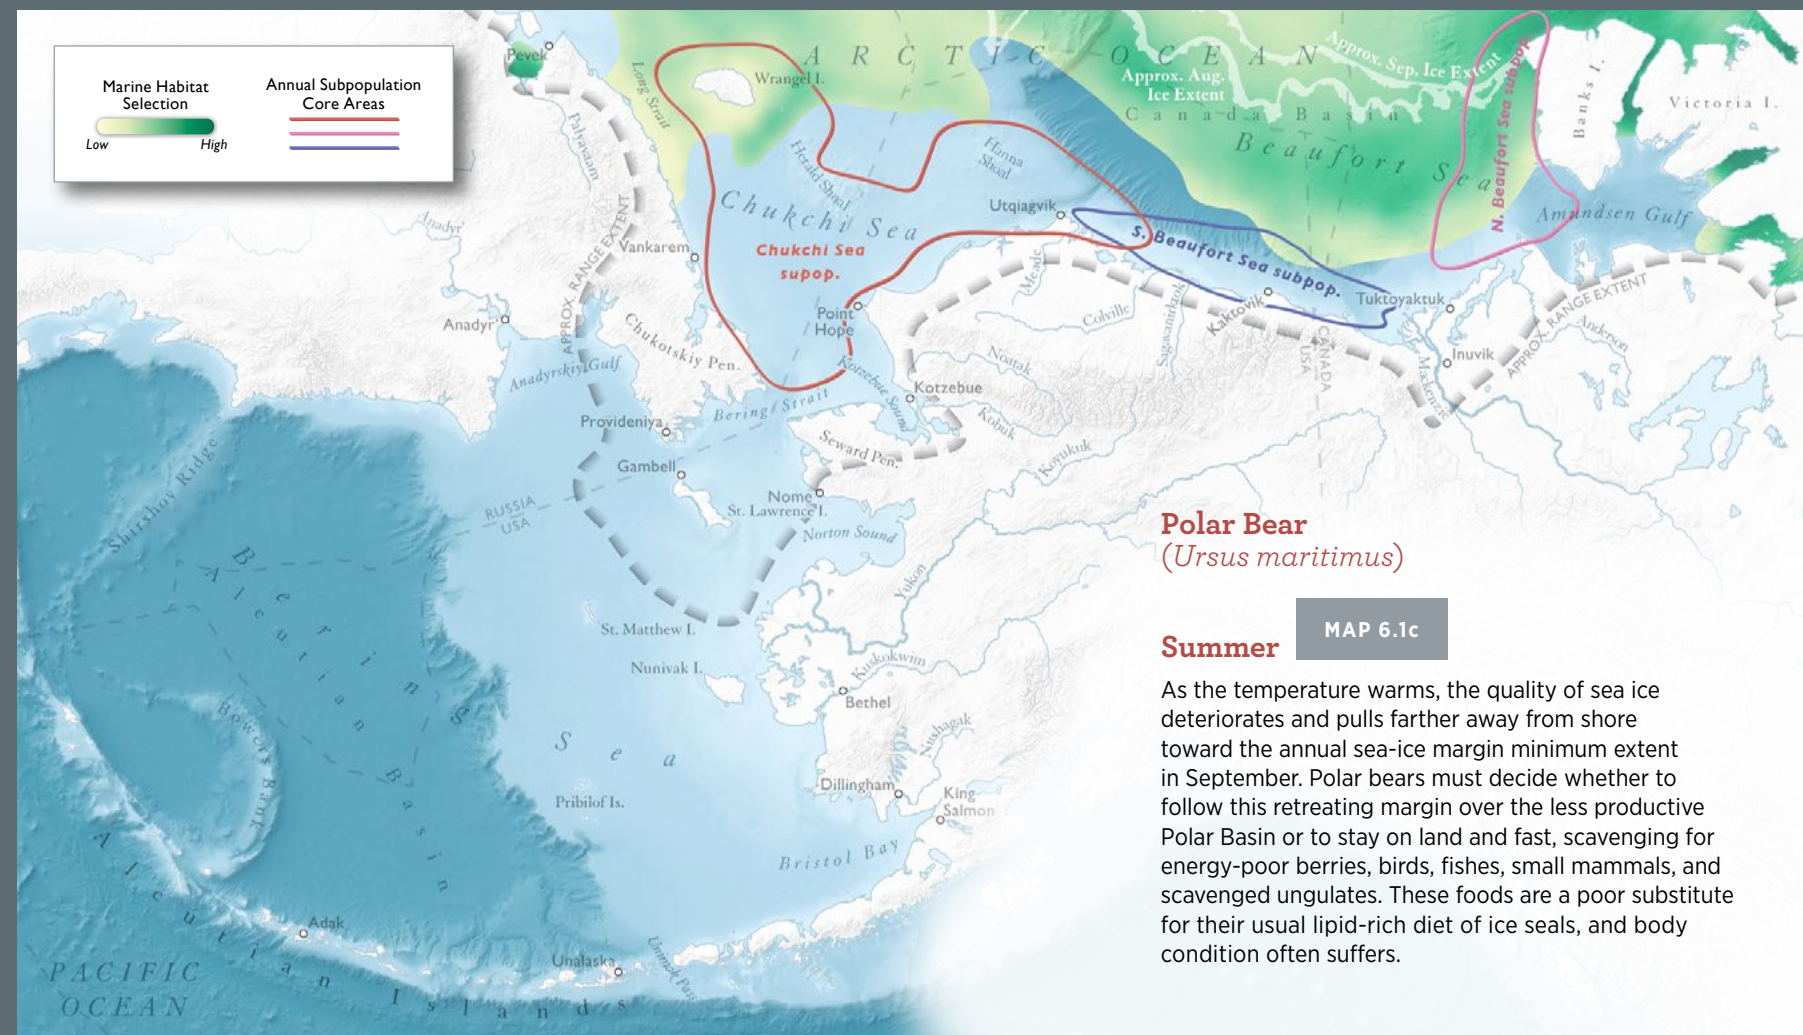 Marine Habitat
Selection
Low
High
Annual Subpopulation
Core Areas
ARCTIC OCEAN
Pevek
Long Strait
Wrangel I.
Approx. Aug.
Ice Extent
Approx. Sep. Ice Extent
Canada Basin
Beaufort Sea
N. Beaufort Sea subpop.
Banks I.
Victoria I.
Palyavaam
Herald Shoal
Hanna
Shoal
Chukchi Sea
Utqiagvik
Amundsen Gulf
Anadyr'
APPROX. RANGE EXTENT
Vankarem
Chukchi Sea
supop.
S. Beaufort Sea subpop.
Meade
Colville
Kaktovik
Tuktoyaktuk
APPROX. RANGE EXTENT
Anderson
Anadyr'
Point
Hope
Chukotskiy Pen.
CANADA
USA
Inuvik
Mackenzie
Noatak
Anadyrskiy Gulf
Kotzebue Sound
Kotzebue
Bering Strait
Provideniya
Kobuk
Seward Pen.
Koyukuk
Gambell
Shirshov Ridge
RUSSIA
USA
Nome
St. Lawrence I.
Norton Sound
Yukon
Bering Sea
Aleutian Basin
St. Matthew I.
Nunivak I.
Kuskokwim
Bethel
Bowers Bank
Nushagak
Pribilof Is.
Dillingham
King
Salmon
Bristol Bay
Aleutian Islands
Adak
Unalaska
Unimak Pass
PACIFIC
OCEAN
Polar Bear
(Ursus maritimus)
Summer
MAP 6.1c
As the temperature warms, the quality of sea ice
deteriorates and pulls farther away from shore
toward the annual sea-ice margin minimum extent
in September. Polar bears must decide whether to
follow this retreating margin over the less productive
Polar Basin or to stay on land and fast, scavenging for
energy-poor berries, birds, fishes, small mammals, and
scavenged ungulates. These foods are a poor substitute
for their usual lipid-rich diet of ice seals, and body
condition often suffers.